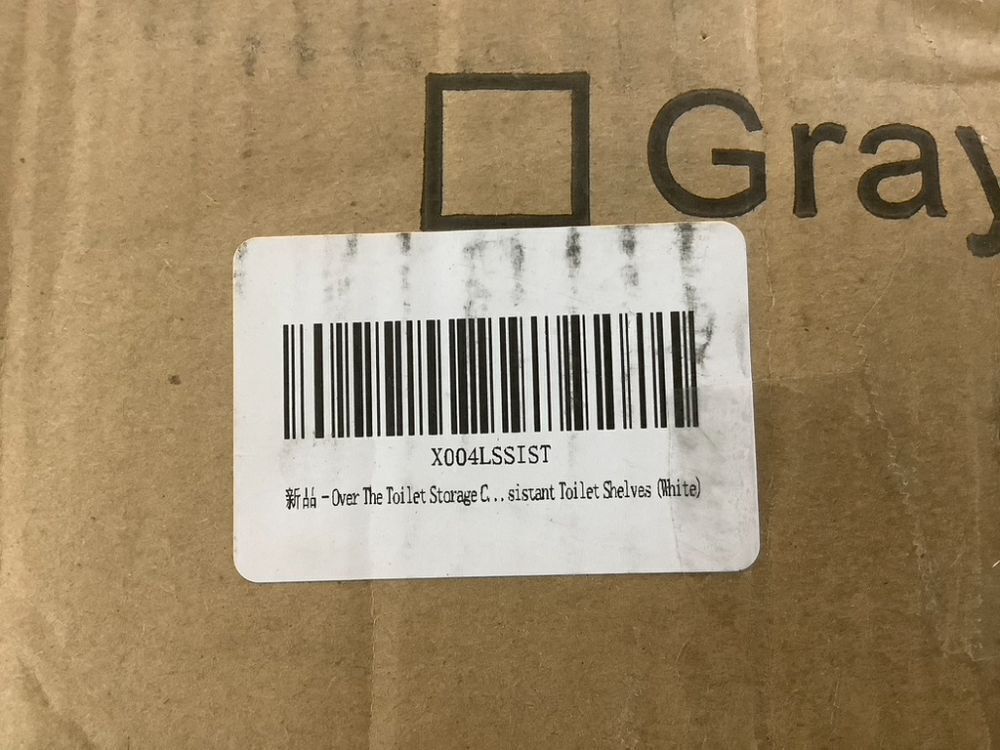 Gray
X004LSSIST
新品 - Over The Toilet Storage C...sistant Toilet Shelves (White)